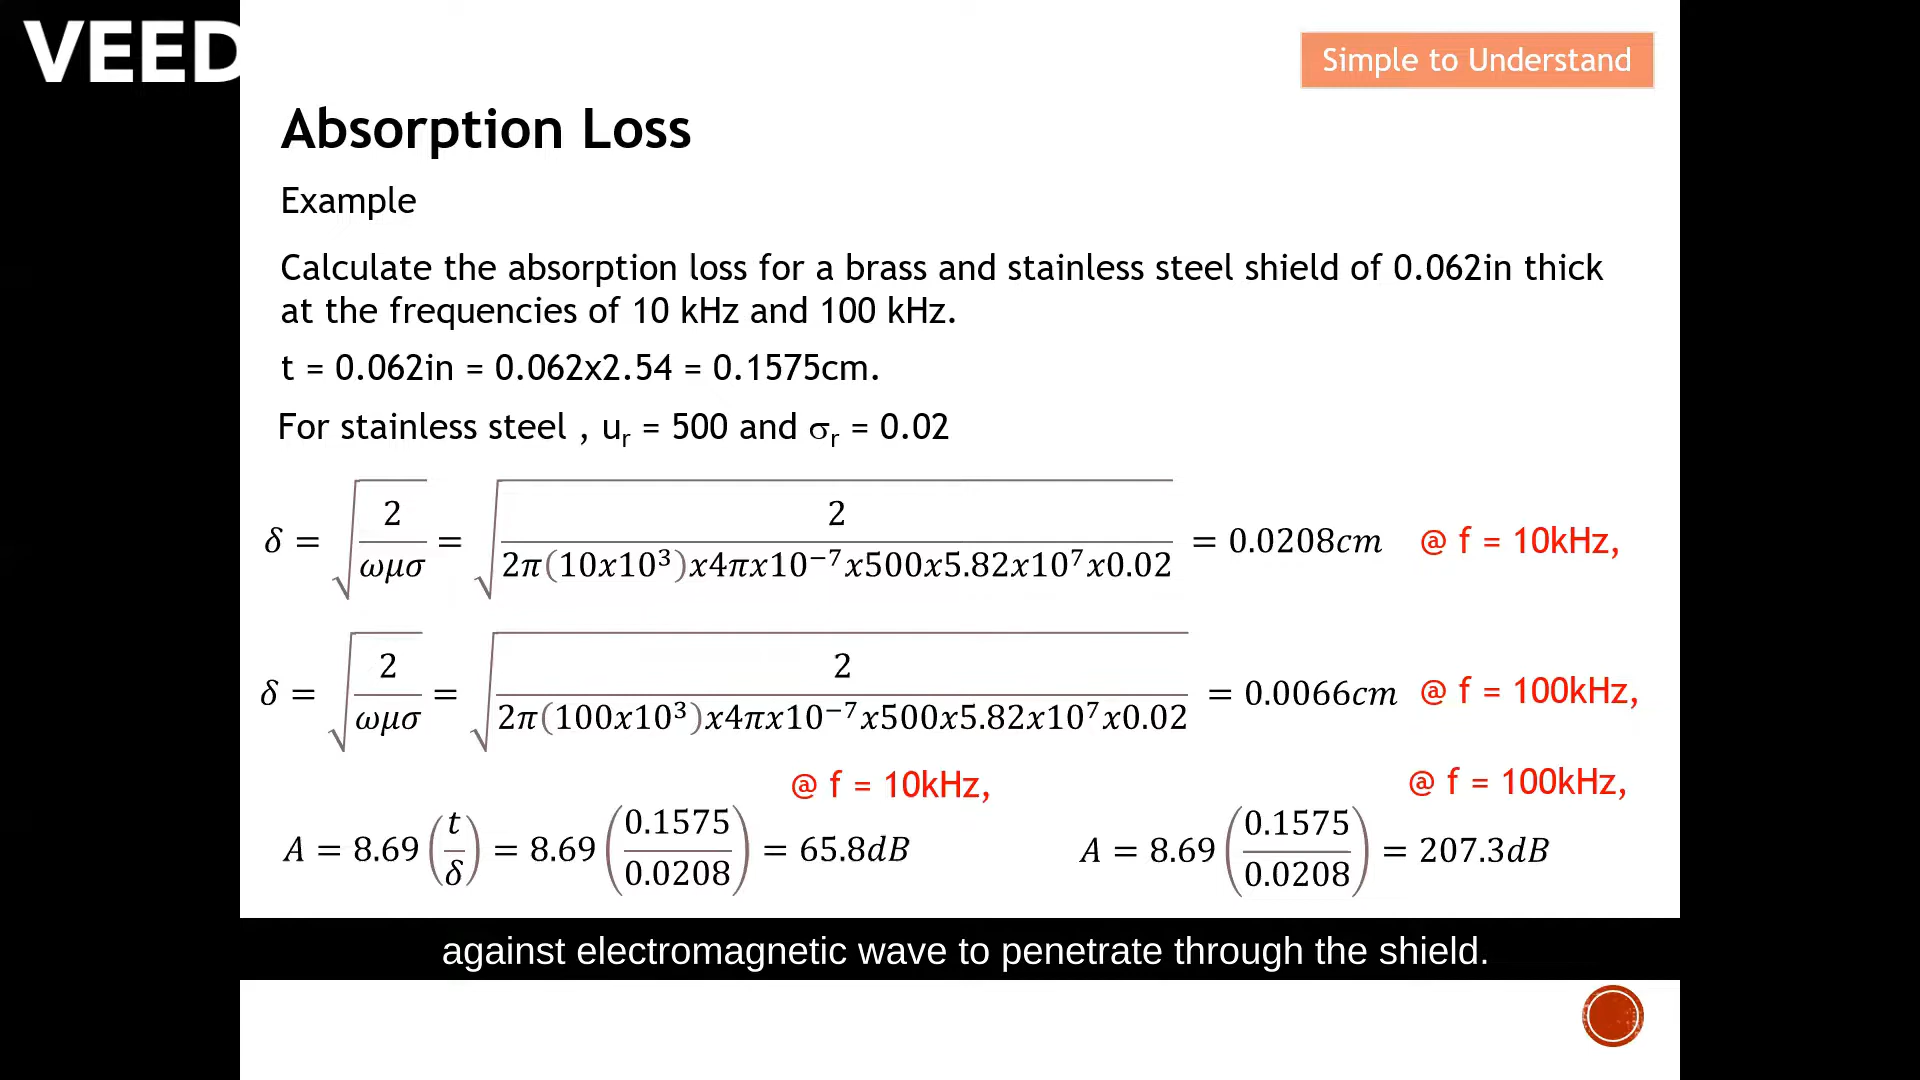 VEED
Simple to Understand
Absorption Loss
Example
Calculate the absorption loss for a brass and stainless steel shield of 0.062in thick
at the frequencies of 10 kHz and 100 kHz.
t = 0.062in = 0.062x2.54 = 0.1575cm.
For stainless steel , uᵣ = 500 and σᵣ = 0.02
δ = √(2/ωμσ) = √(2/2π(10x10³)x4πx10⁻⁷x500x5.82x10⁷x0.02) = 0.0208cm @ f = 10kHz,
δ = √(2/ωμσ) = √(2/2π(100x10³)x4πx10⁻⁷x500x5.82x10⁷x0.02) = 0.0066cm @ f = 100kHz,
@ f = 10kHz, @ f = 100kHz,
A = 8.69(t/δ) = 8.69(0.1575/0.0208) = 65.8dB A = 8.69(0.1575/0.0208) = 207.3dB
against electromagnetic wave to penetrate through the shield.